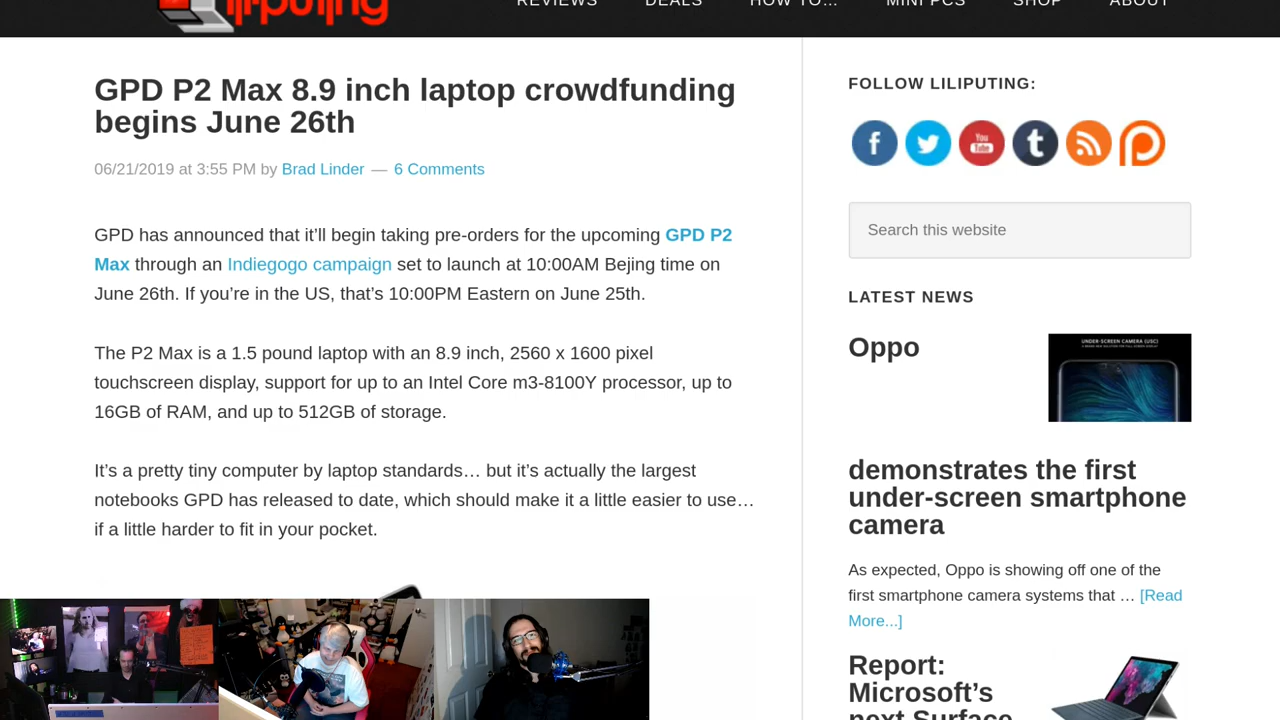 liliputing
REVIEWS DEALS HOW TO… MINI PCS SHOP ABOUT
GPD P2 Max 8.9 inch laptop crowdfunding
begins June 26th
06/21/2019 at 3:55 PM by Brad Linder — 6 Comments
GPD has announced that it’ll begin taking pre-orders for the upcoming GPD P2
Max through an Indiegogo campaign set to launch at 10:00AM Bejing time on
June 26th. If you’re in the US, that’s 10:00PM Eastern on June 25th.
The P2 Max is a 1.5 pound laptop with an 8.9 inch, 2560 x 1600 pixel
touchscreen display, support for up to an Intel Core m3-8100Y processor, up to
16GB of RAM, and up to 512GB of storage.
It’s a pretty tiny computer by laptop standards… but it’s actually the largest
notebooks GPD has released to date, which should make it a little easier to use…
if a little harder to fit in your pocket.
FOLLOW LILIPUTING:
You
Tube
Search this website
LATEST NEWS
Oppo
UNDER-SCREEN CAMERA (USC)
demonstrates the first
under-screen smartphone
camera
As expected, Oppo is showing off one of the
first smartphone camera systems that … [Read
More...]
Report:
Microsoft’s
next Surface